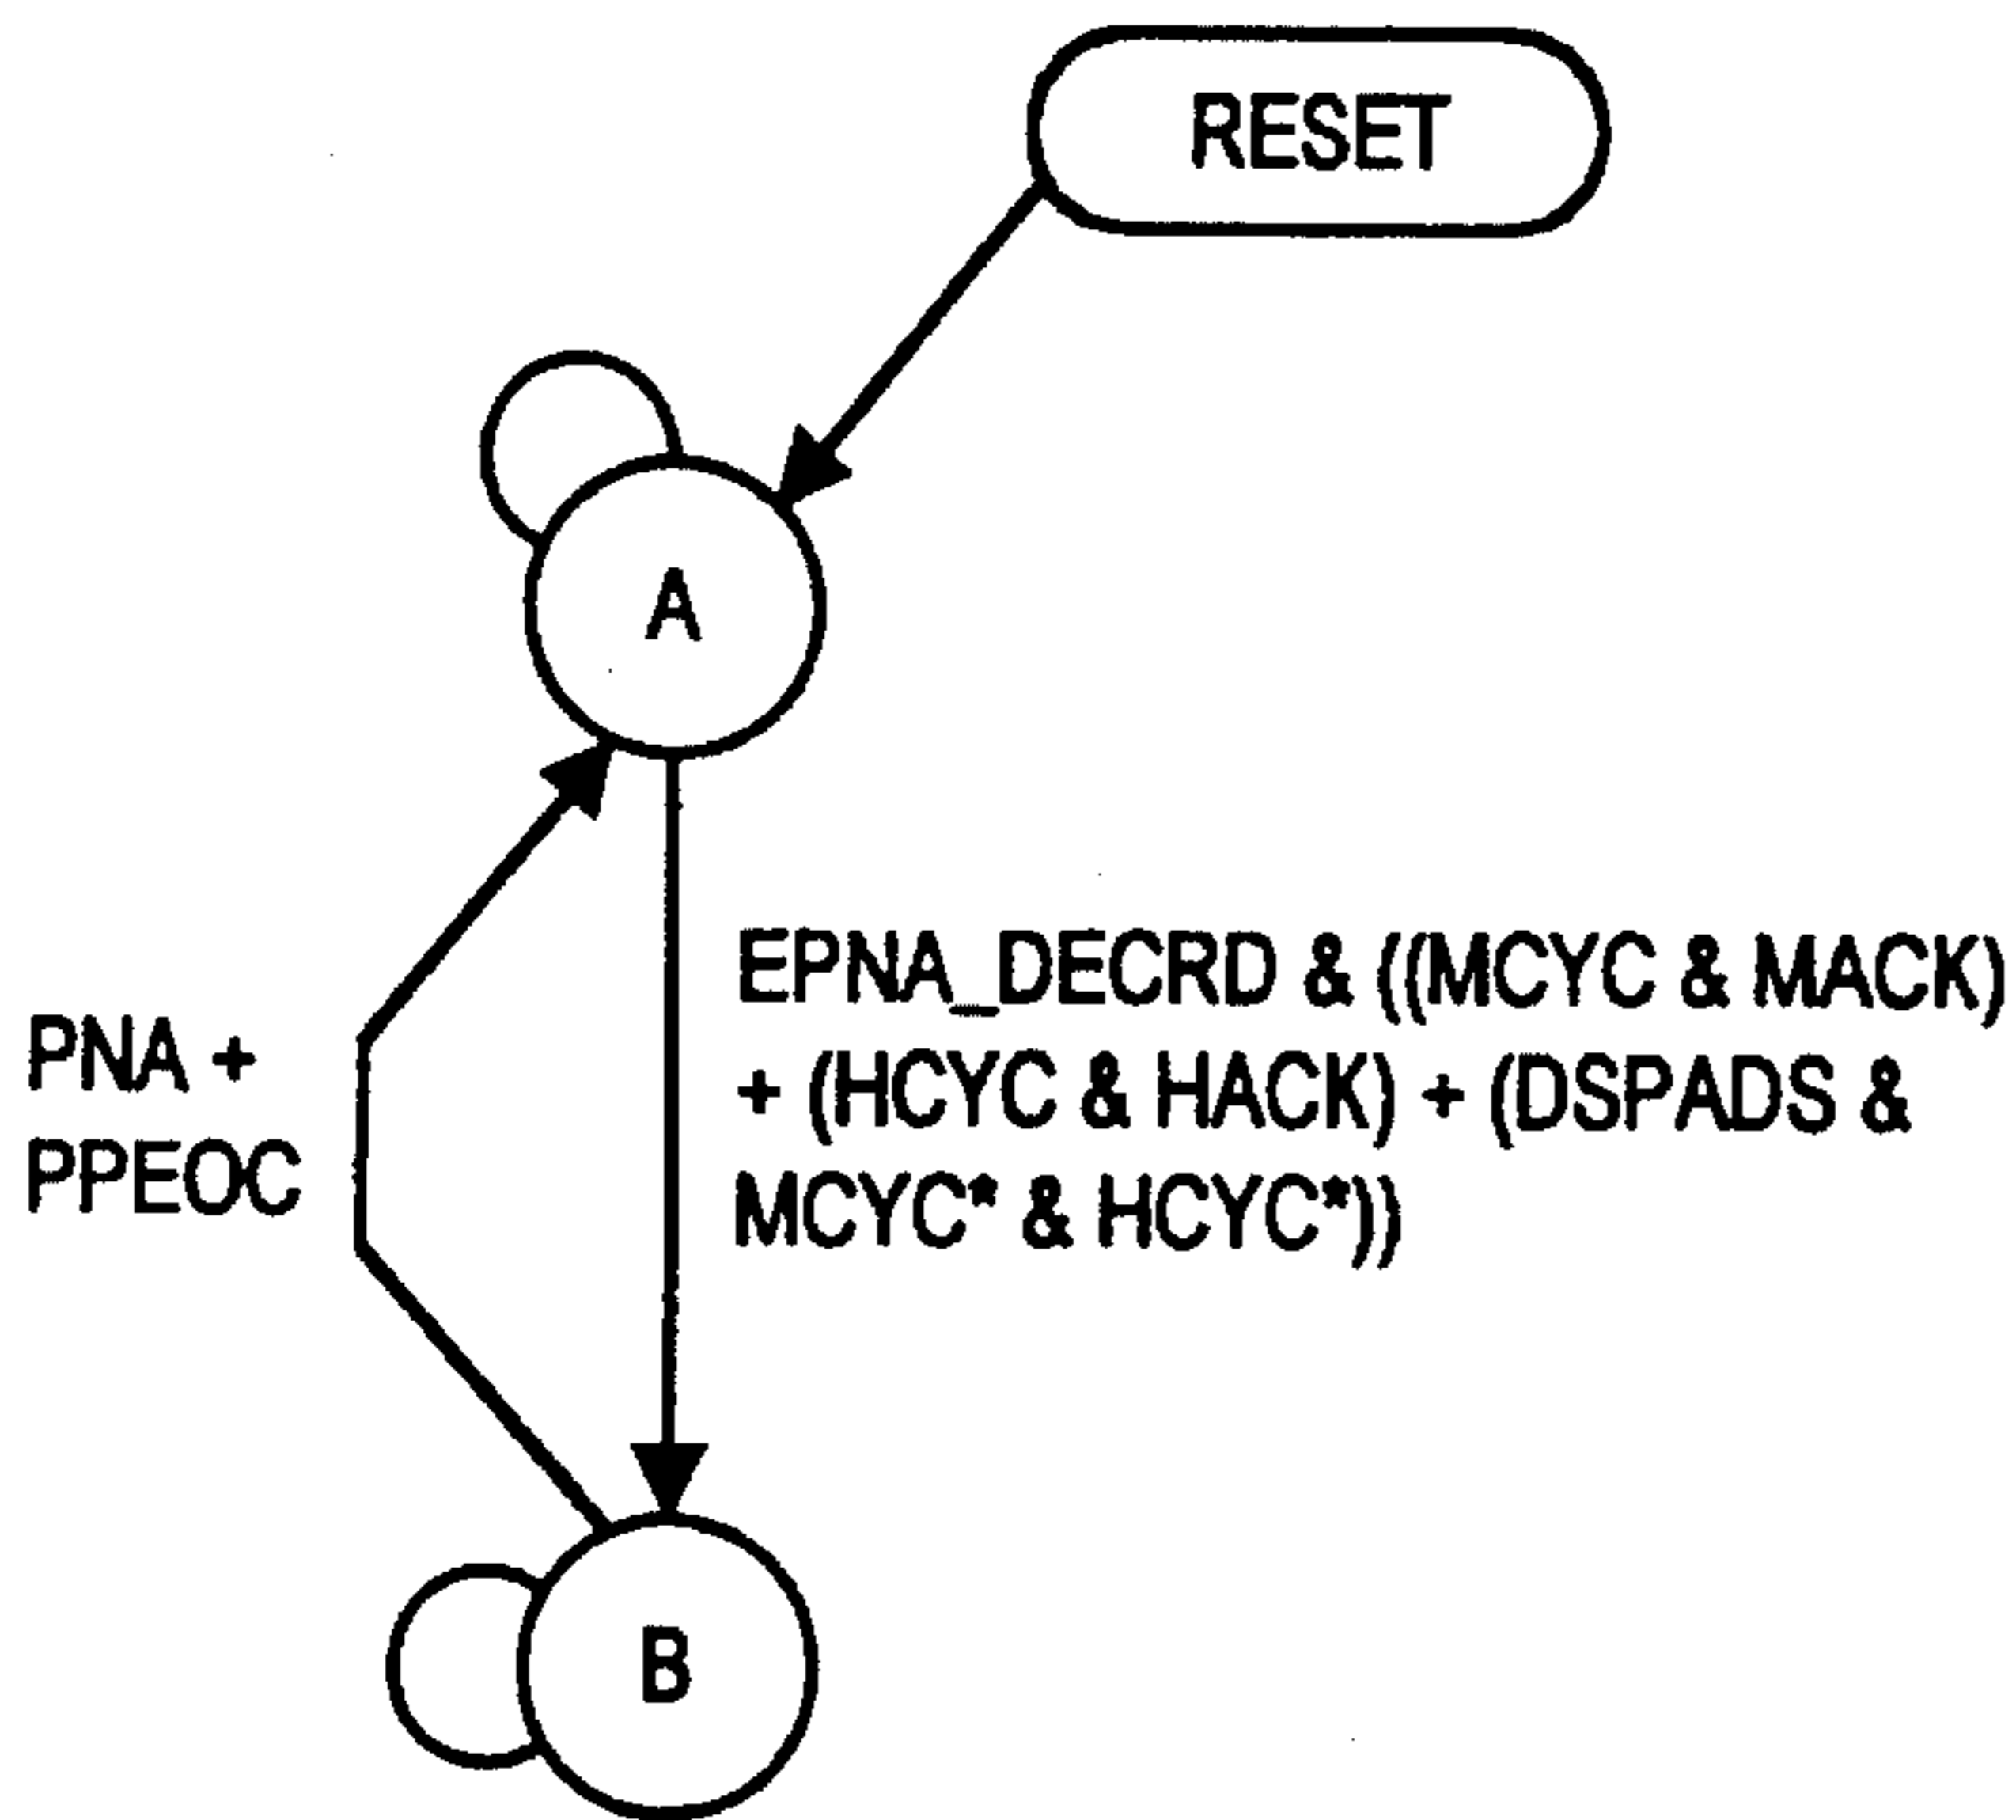 RESET
A
EPNA_DECRD & ((MCYC & MACK)
+ (HCYC & HACK) + (DSPADS &
MCYC* & HCYC*))
PNA +
PPEOC
B